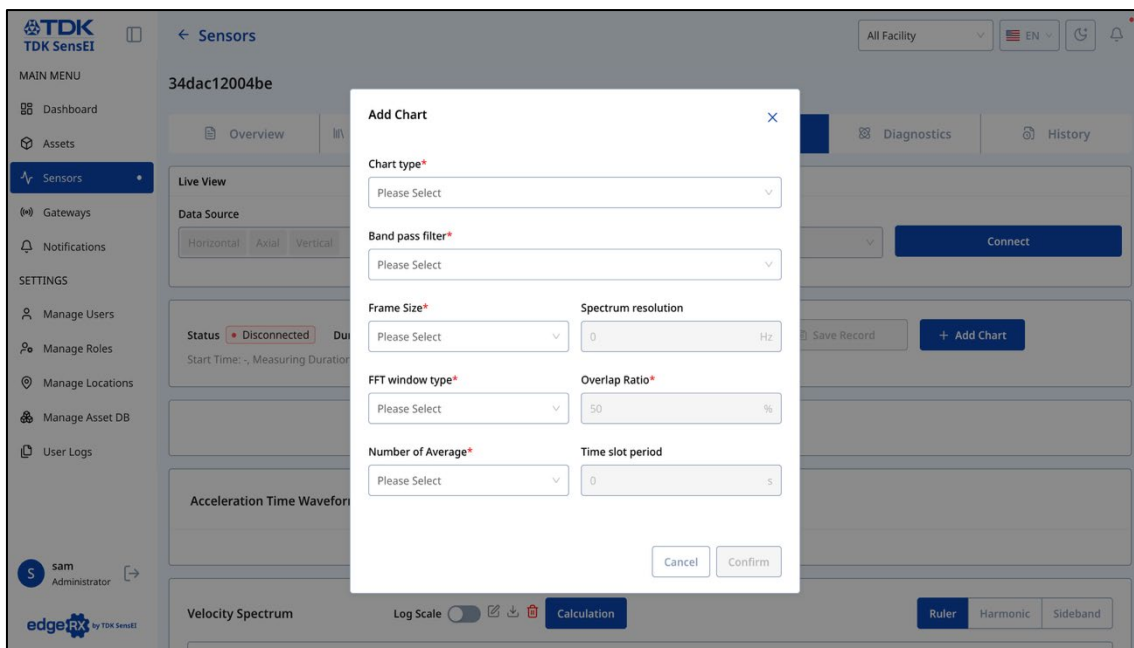 TDK
TDK SensEI
MAIN MENU
Dashboard
Assets
Sensors
Gateways
Notifications
SETTINGS
Manage Users
Manage Roles
Manage Locations
Manage Asset DB
User Logs
S
sam
Administrator
edgeRX by TDK SensEI
← Sensors
All Facility
EN
34dac12004be
Overview
Diagnostics
History
Live View
Data Source
Horizontal Axial Vertical
Connect
Status • Disconnected
Start Time: -, Measuring Duration
Save Record
+ Add Chart
Acceleration Time
Velocity Spectrum
Log Scale
Calculation
Ruler Harmonic Sideband
Add Chart
Chart type*
Please Select
Band pass filter*
Please Select
Frame Size*
Spectrum resolution
Please Select
0 Hz
FFT window type*
Overlap Ratio*
Please Select
50 %
Number of Average*
Time slot period
Please Select
0 s
Cancel
Confirm